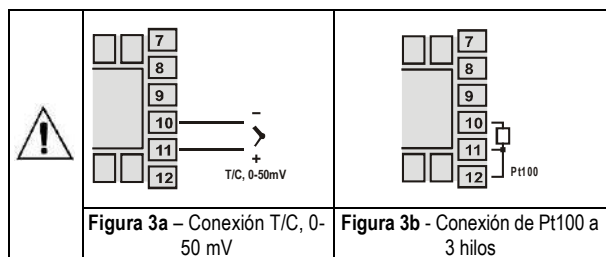 7
8
9
10
11
12
–
+
T/C, 0-50mV
7
8
9
10
11
12
Pt100
Figura 3a – Conexión T/C, 0-
50 mV
Figura 3b - Conexión de Pt100 a
3 hilos